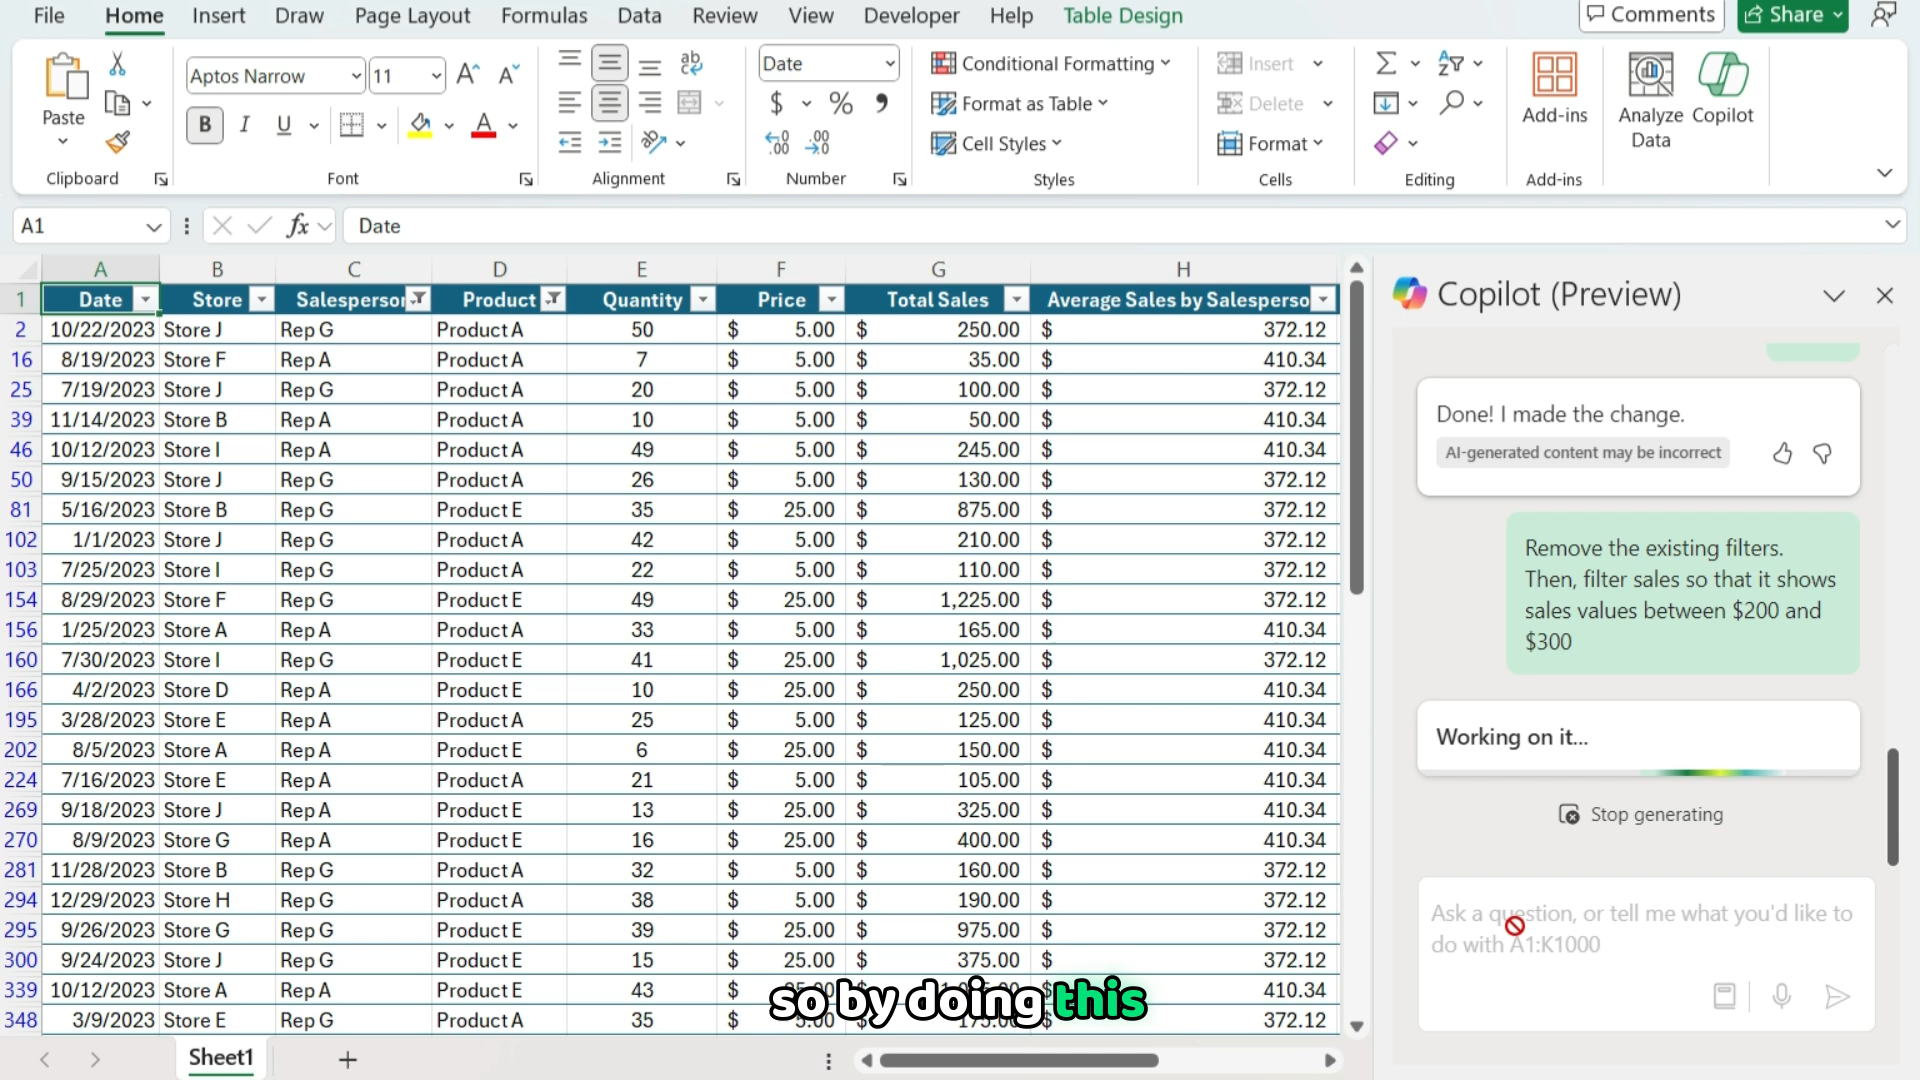 File Home Insert Draw Page Layout Formulas Data Review View Developer Help Table Design Comments Share
Aptos Narrow 11 Date
Conditional Formatting
Format as Table
Cell Styles
Insert
Delete
Format
Paste
B I U
A
ab
$ % 9
Add-ins
Analyze Data
Copilot
Clipboard Font Alignment Number Styles Cells Editing Add-ins
A1 fx Date
A B C D E F G H
1 Date Store Salesperson Product Quantity Price Total Sales Average Sales by Salesperso
2 10/22/2023 Store J Rep G Product A 50 $ 5.00 $ 250.00 $ 372.12
16 8/19/2023 Store F Rep A Product A 7 $ 5.00 $ 35.00 $ 410.34
25 7/19/2023 Store J Rep G Product A 20 $ 5.00 $ 100.00 $ 372.12
39 11/14/2023 Store B Rep A Product A 10 $ 5.00 $ 50.00 $ 410.34
46 10/12/2023 Store I Rep A Product A 49 $ 5.00 $ 245.00 $ 410.34
50 9/15/2023 Store J Rep G Product A 26 $ 5.00 $ 130.00 $ 372.12
81 5/16/2023 Store B Rep G Product E 35 $ 25.00 $ 875.00 $ 372.12
102 1/1/2023 Store J Rep G Product A 42 $ 5.00 $ 210.00 $ 372.12
103 7/25/2023 Store I Rep G Product A 22 $ 5.00 $ 110.00 $ 372.12
154 8/29/2023 Store F Rep G Product E 49 $ 25.00 $ 1,225.00 $ 372.12
156 1/25/2023 Store A Rep A Product A 33 $ 5.00 $ 165.00 $ 410.34
160 7/30/2023 Store I Rep G Product E 41 $ 25.00 $ 1,025.00 $ 372.12
166 4/2/2023 Store D Rep A Product E 10 $ 25.00 $ 250.00 $ 410.34
195 3/28/2023 Store E Rep A Product A 25 $ 5.00 $ 125.00 $ 410.34
202 8/5/2023 Store A Rep A Product E 6 $ 25.00 $ 150.00 $ 410.34
224 7/16/2023 Store E Rep A Product A 21 $ 5.00 $ 105.00 $ 410.34
269 9/18/2023 Store J Rep A Product E 13 $ 25.00 $ 325.00 $ 410.34
270 8/9/2023 Store G Rep A Product E 16 $ 25.00 $ 400.00 $ 410.34
281 11/28/2023 Store B Rep G Product A 32 $ 5.00 $ 160.00 $ 372.12
294 12/29/2023 Store H Rep G Product A 38 $ 5.00 $ 190.00 $ 372.12
295 9/26/2023 Store G Rep G Product E 39 $ 25.00 $ 975.00 $ 372.12
300 9/24/2023 Store J Rep G Product E 15 $ 25.00 $ 375.00 $ 372.12
339 10/12/2023 Store A Rep A Product E 43 410.34
348 3/9/2023 Store E Rep G Product A 35 372.12
so by doing this
Sheet1
Copilot (Preview)
Done! I made the change.
AI-generated content may be incorrect
Remove the existing filters.
Then, filter sales so that it shows
sales values between $200 and
$300
Working on it...
Stop generating
Ask a question, or tell me what you'd like to
do with A1:K1000